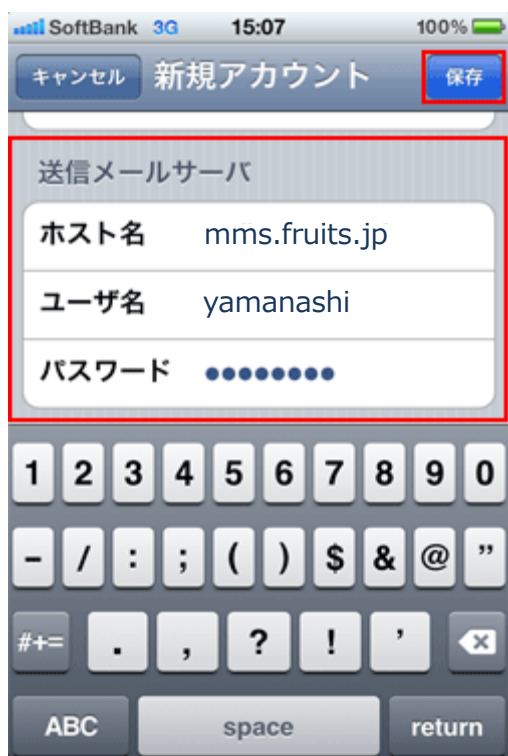 SoftBank 3G 15:07 100%
キャンセル 新規アカウント 保存
送信メールサーバ
ホスト名 mms.fruits.jp
ユーザ名 yamanashi
パスワード ●●●●●●●●
1 2 3 4 5 6 7 8 9 0
- / : ; ( ) $ & @ ”
#+= . , ? ! ’
ABC space return